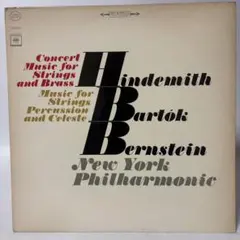 Concert
Music for
Strings
and Brass
Hindemith
Music for
Strings
Percussion
and Celeste
Bartók
Bernstein
New York
Philharmonic